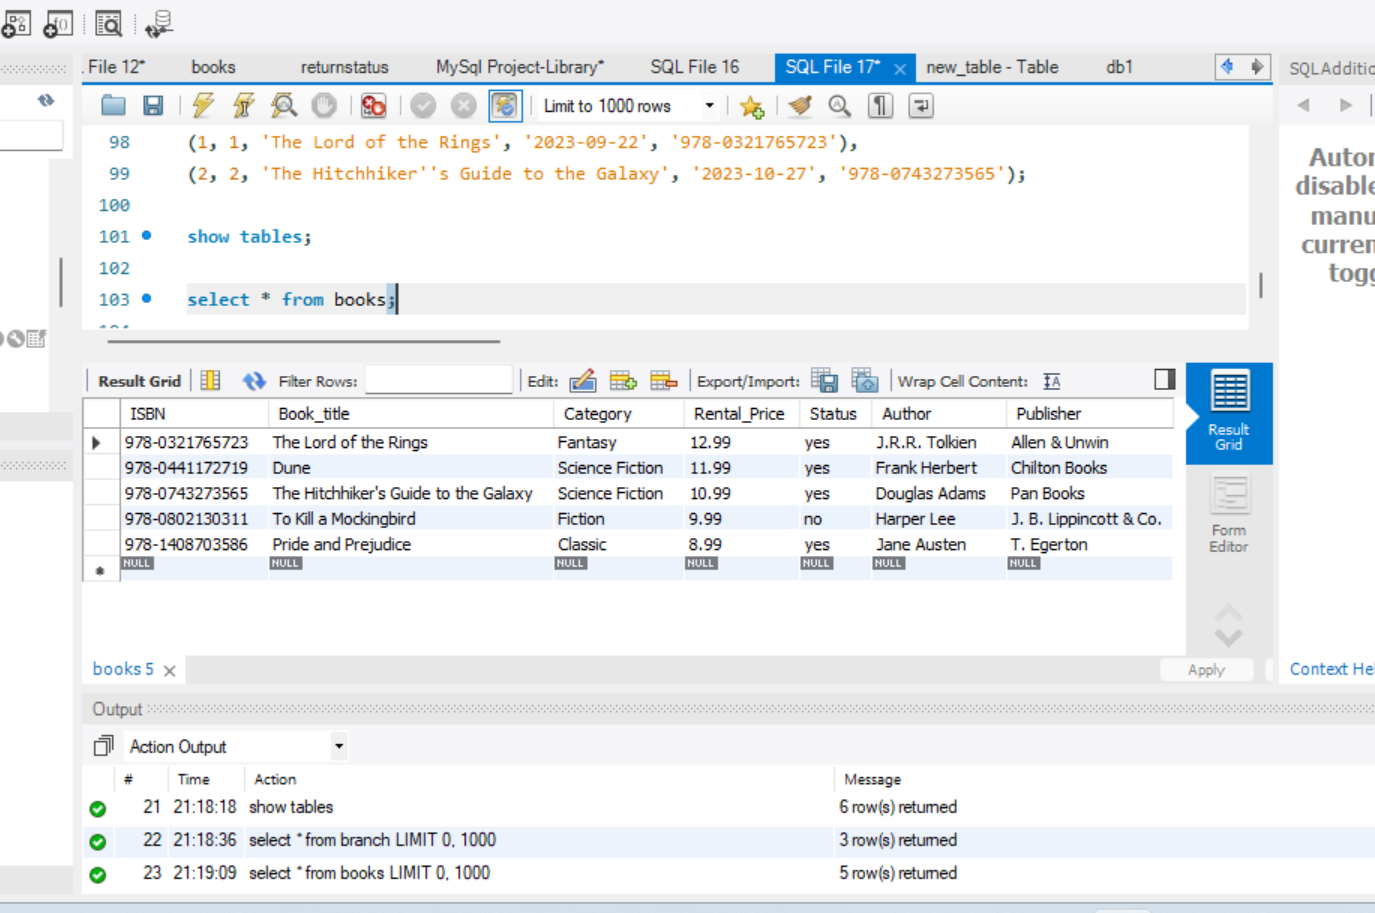 File 12* books returnstatus MySql Project-Library* SQL File 16 SQL File 17* new_table - Table db1
Limit to 1000 rows
98 (1, 1, 'The Lord of the Rings', '2023-09-22', '978-0321765723'),
99 (2, 2, 'The Hitchhiker''s Guide to the Galaxy', '2023-10-27', '978-0743273565');
100
101 show tables;
102
103 select * from books;
Result Grid Filter Rows: Edit: Export/Import: Wrap Cell Content:
ISBN Book_title Category Rental_Price Status Author Publisher
978-0321765723 The Lord of the Rings Fantasy 12.99 yes J.R.R. Tolkien Allen & Unwin
978-0441172719 Dune Science Fiction 11.99 yes Frank Herbert Chilton Books
978-0743273565 The Hitchhiker's Guide to the Galaxy Science Fiction 10.99 yes Douglas Adams Pan Books
978-0802130311 To Kill a Mockingbird Fiction 9.99 no Harper Lee J. B. Lippincott & Co.
978-1408703586 Pride and Prejudice Classic 8.99 yes Jane Austen T. Egerton
NULL NULL NULL NULL NULL NULL NULL
Result
Grid
Form
Editor
books 5 Apply
Output
Action Output
# Time Action Message
21 21:18:18 show tables 6 row(s) returned
22 21:18:36 select * from branch LIMIT 0, 1000 3 row(s) returned
23 21:19:09 select * from books LIMIT 0, 1000 5 row(s) returned
SQLAdditio
Autor
disable
manu
curren
togg
Context Hel